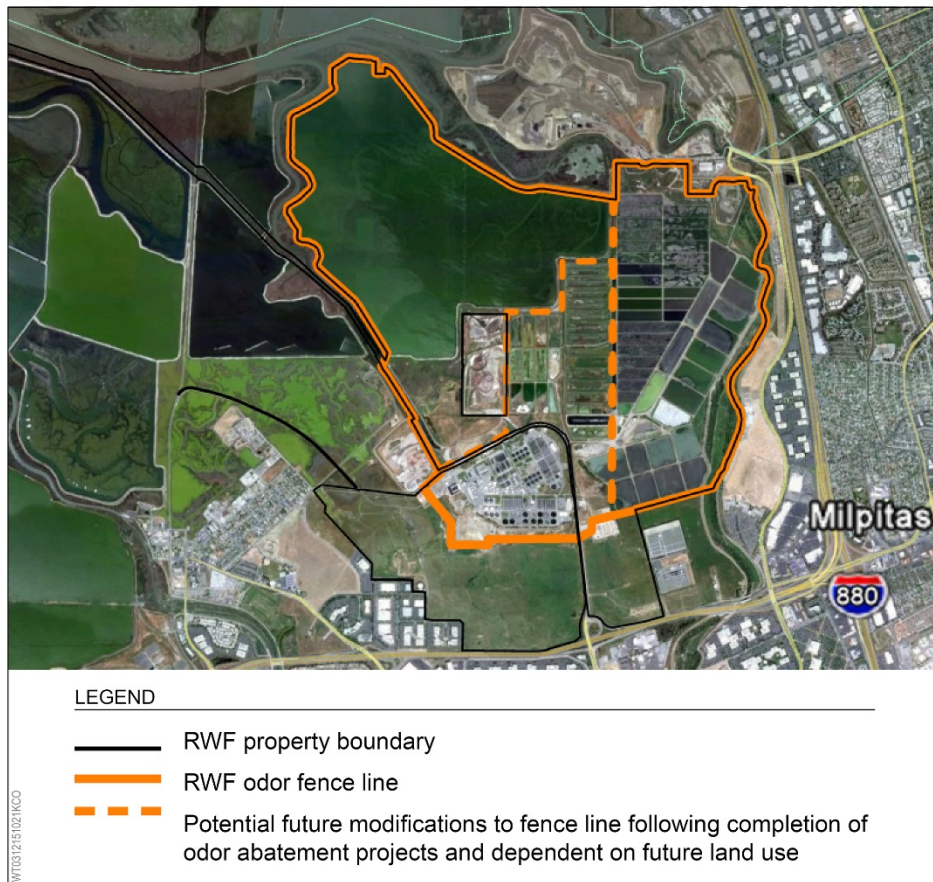 Milpitas
880
LEGEND
RWF property boundary
RWF odor fence line
Potential future modifications to fence line following completion of
odor abatement projects and dependent on future land use
WT0312151021KCO